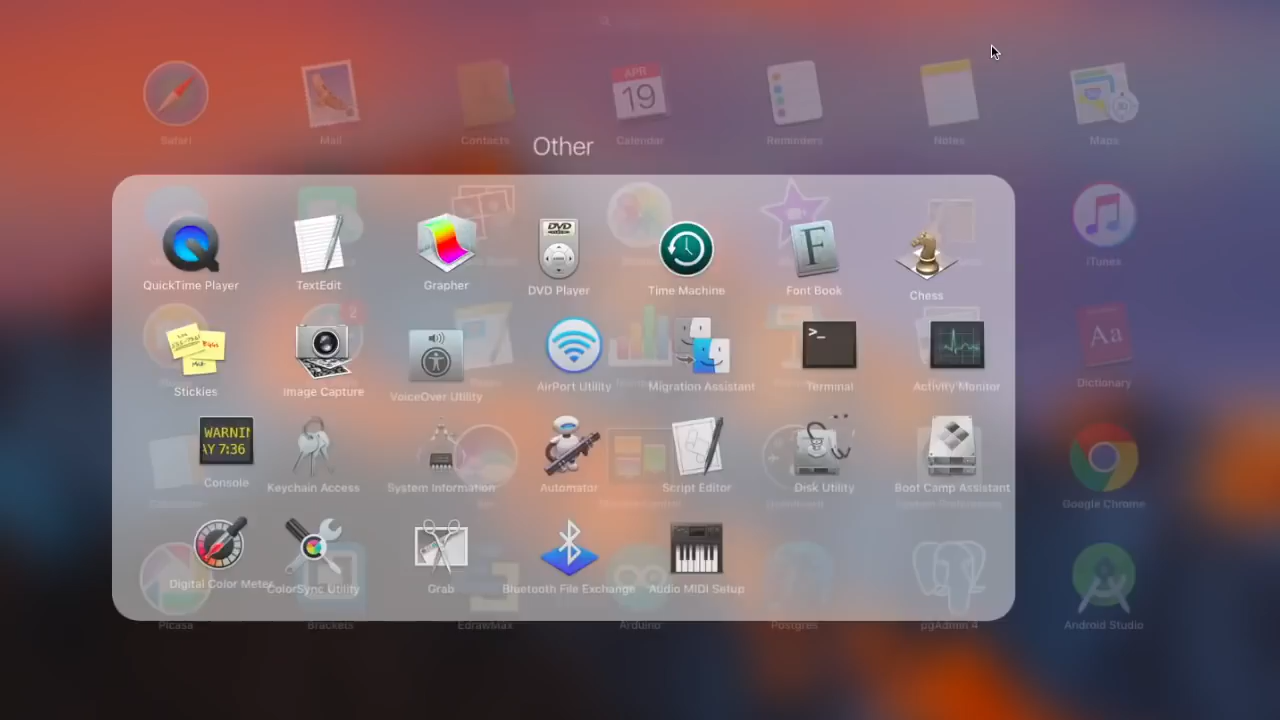 Safari
Mail
Contacts
APR
19
Calendar
Reminders
Notes
Maps
Other
DVD
QuickTime Player
TextEdit
Grapher
DVD Player
Time Machine
Font Book
Chess
iTunes
2
Stickies
Image Capture
VoiceOver Utility
AirPort Utility
Migration Assistant
Terminal
Activity Monitor
Aa
Dictionary
WARNIN
AY 7:36
Console
Keychain Access
System Information
Automator
Script Editor
Disk Utility
Boot Camp Assistant
Google Chrome
Digital Color Meter
ColorSync Utility
Grab
Bluetooth File Exchange
Audio MIDI Setup
Picasa
Brackets
EdrawMax
Arduino
Postgres
pgAdmin 4
Android Studio